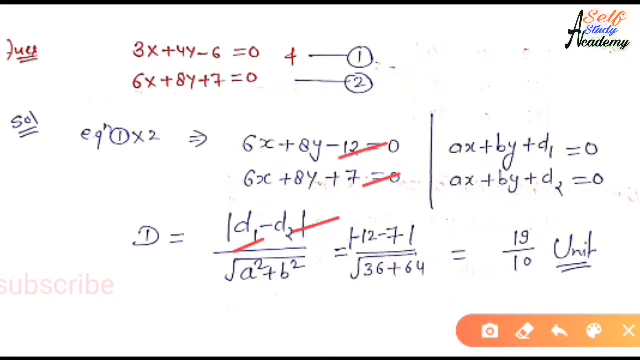 Self
Study
Academy
Ques 3x+4y-6=0 & ①
6x+8y+7=0 ②
Sol
eqⁿ①×2 ⇒ 6x+8y-12=0
6x+8y+7=0
ax+by+d₁=0
ax+by+d₂=0
D = |d₁-d₂| / √a²+b² = |-12-7| / √36+64 = 19/10 Unit
subscribe